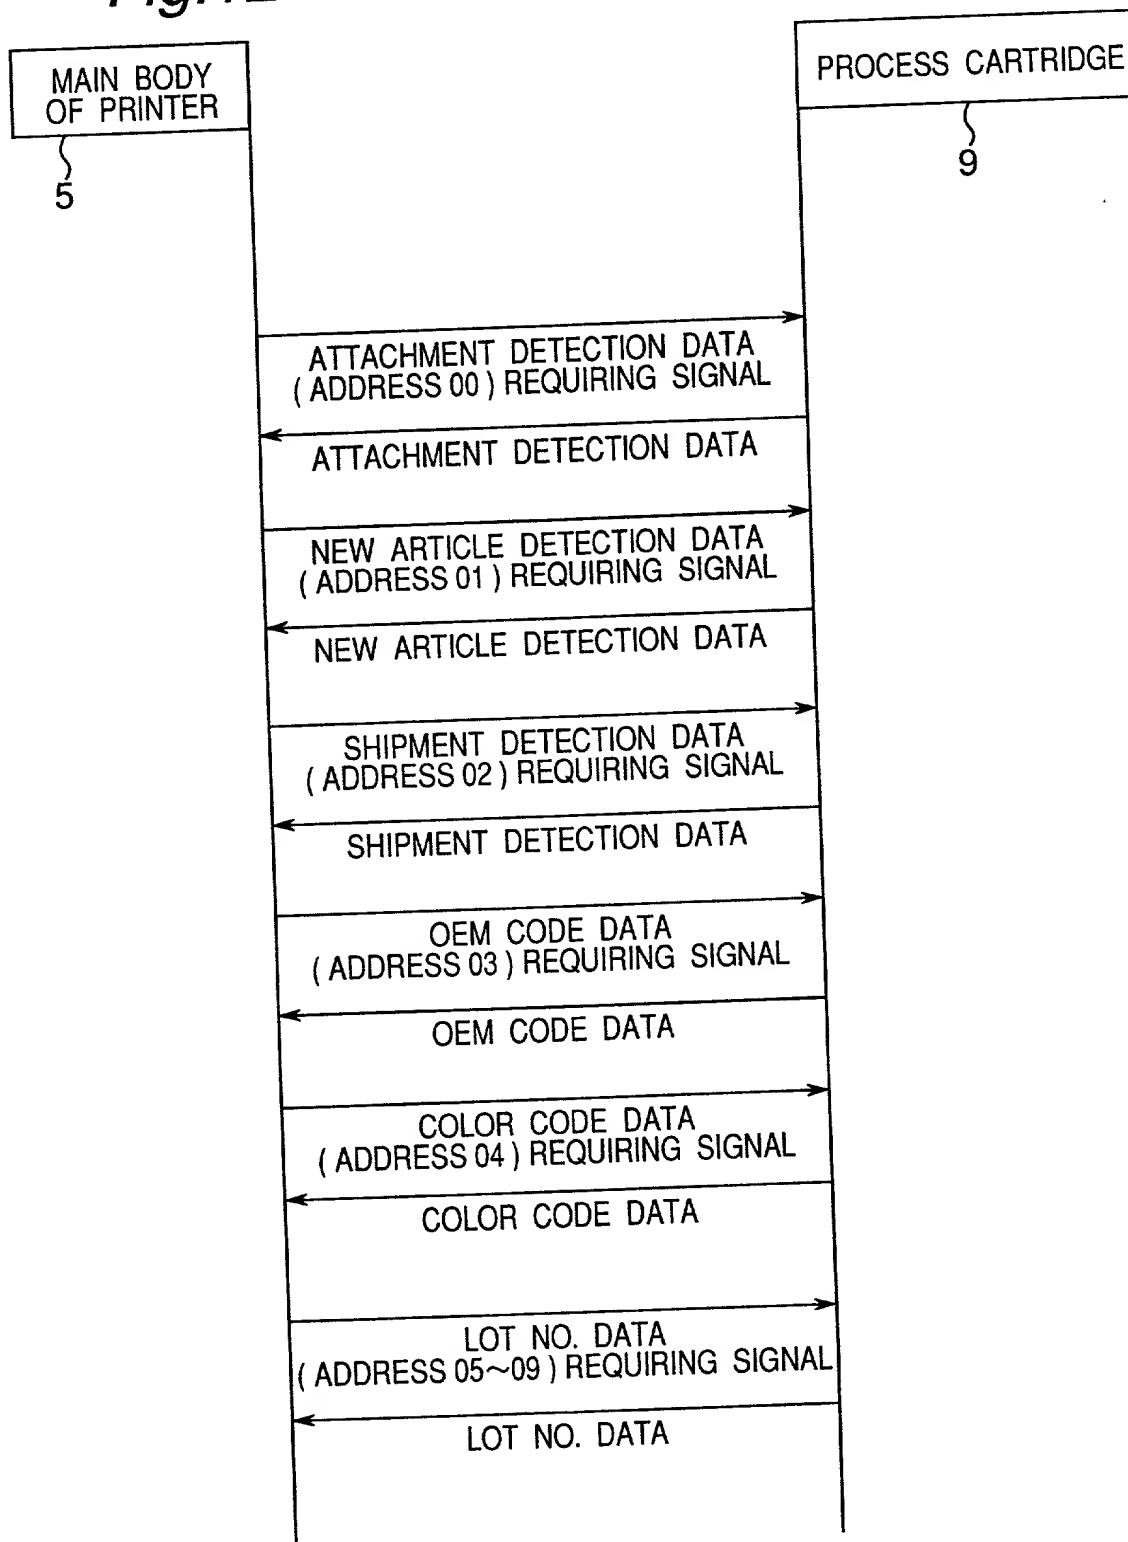 MAIN BODY
OF PRINTER
5
PROCESS CARTRIDGE
9
ATTACHMENT DETECTION DATA
( ADDRESS 00 ) REQUIRING SIGNAL
ATTACHMENT DETECTION DATA
NEW ARTICLE DETECTION DATA
( ADDRESS 01 ) REQUIRING SIGNAL
NEW ARTICLE DETECTION DATA
SHIPMENT DETECTION DATA
( ADDRESS 02 ) REQUIRING SIGNAL
SHIPMENT DETECTION DATA
OEM CODE DATA
( ADDRESS 03 ) REQUIRING SIGNAL
OEM CODE DATA
COLOR CODE DATA
( ADDRESS 04 ) REQUIRING SIGNAL
COLOR CODE DATA
LOT NO. DATA
( ADDRESS 05~09 ) REQUIRING SIGNAL
LOT NO. DATA